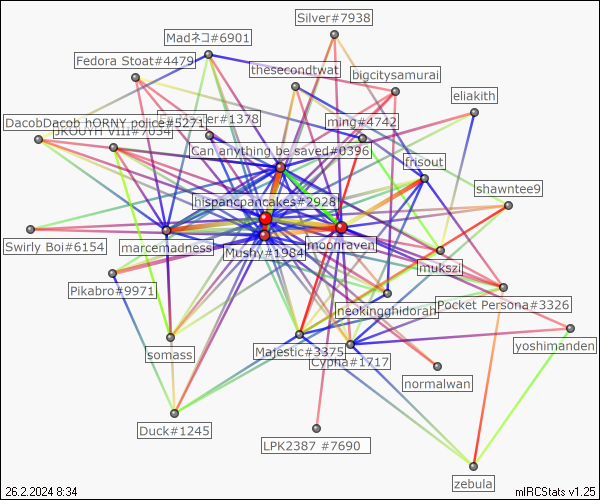 Silver#7938
Madネコ#6901
Fedora Stoat#4479
thesecondtwat
bigcitysamurai
eliakith
#1378
ming#4742
DacobDacob hORNY police#5271
JKOUYH VIII#7034
Can anything be saved#0396
frisout
shawntee9
hispancpancakes#2928
Swirly Boi#6154
marcemadness
Mushy#1984
moonraven
mukszi
Pikabro#9971
neokingghidorah
Pocket Persona#3326
somass
Majestic#3375
Cypha#1717
yoshimanden
normalwan
Duck#1245
LPK2387 #7690
zebula
26.2.2024 8:34
mIRCStats v1.25